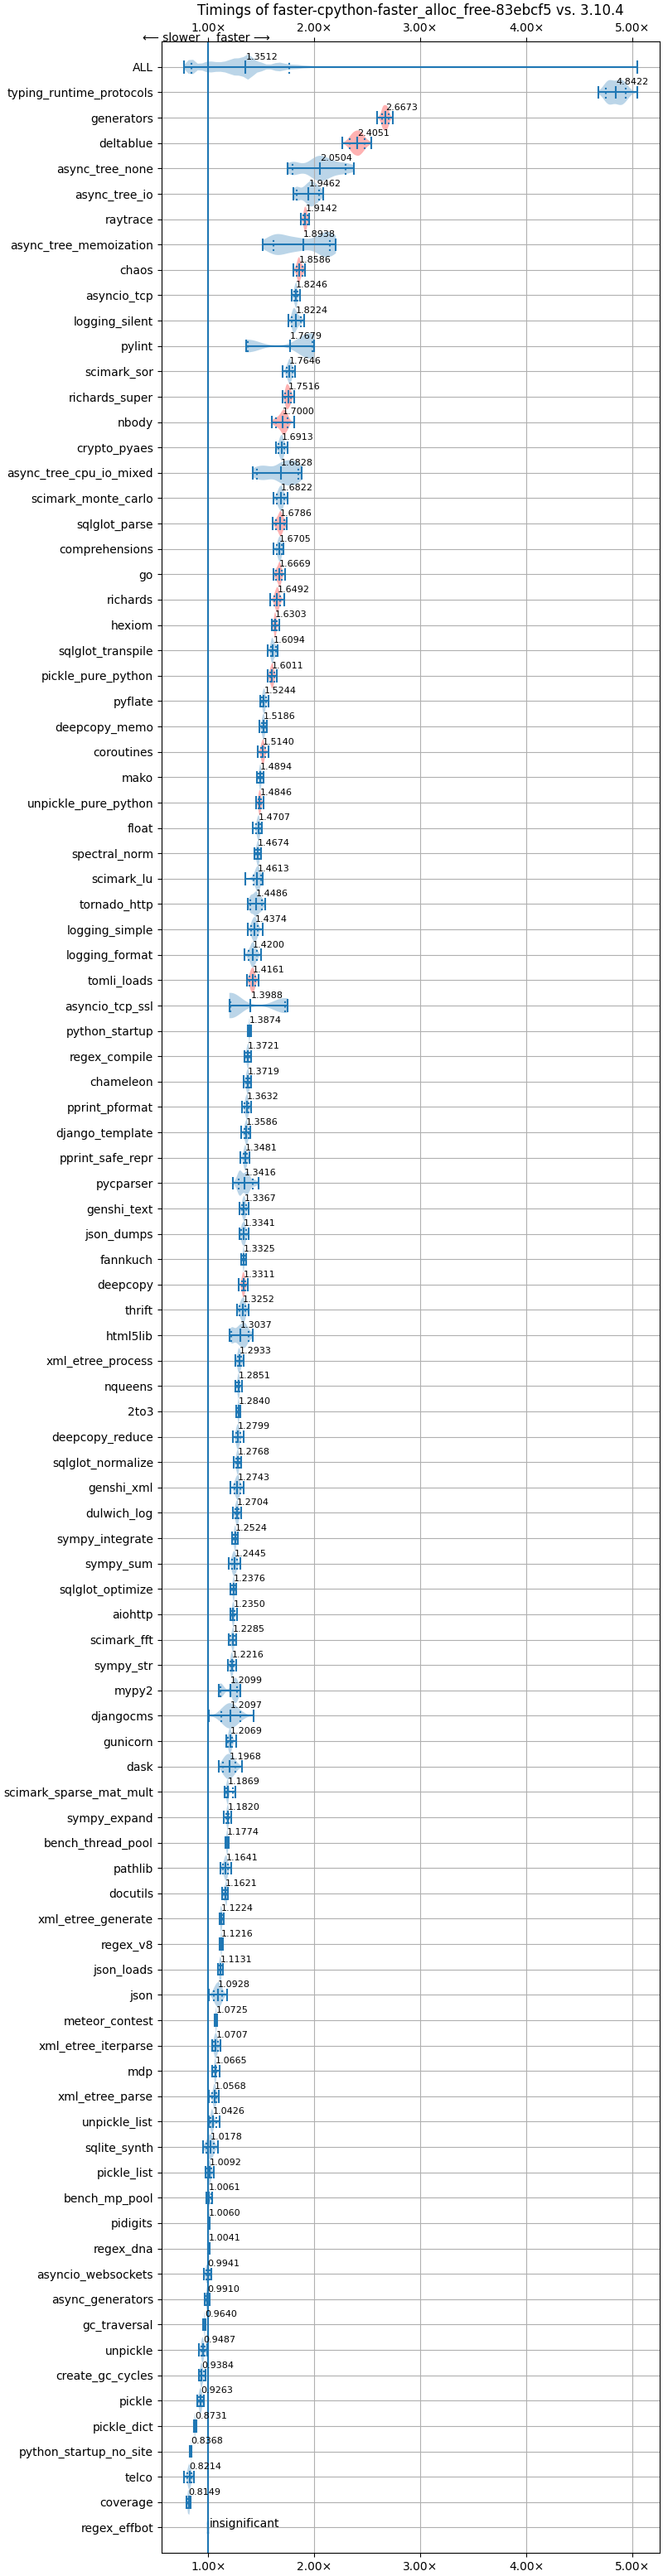 Timings of faster-cpython-faster_alloc_free-83ebcf5 vs. 3.10.4
1.00× 2.00× 3.00× 4.00× 5.00×
⟵ slower faster ⟶
ALL 1.3512
typing_runtime_protocols 4.8422
generators 2.6673
deltablue 2.4051
async_tree_none 2.0504
async_tree_io 1.9462
raytrace 1.9142
async_tree_memoization 1.8938
chaos 1.8586
asyncio_tcp 1.8246
logging_silent 1.8224
pylint 1.7679
scimark_sor 1.7646
richards_super 1.7516
nbody 1.7000
crypto_pyaes 1.6913
async_tree_cpu_io_mixed 1.6828
scimark_monte_carlo 1.6822
sqlglot_parse 1.6786
comprehensions 1.6705
go 1.6669
richards 1.6492
hexiom 1.6303
sqlglot_transpile 1.6094
pickle_pure_python 1.6011
pyflate 1.5244
deepcopy_memo 1.5186
coroutines 1.5140
mako 1.4894
unpickle_pure_python 1.4846
float 1.4707
spectral_norm 1.4674
scimark_lu 1.4613
tornado_http 1.4486
logging_simple 1.4374
logging_format 1.4200
tomli_loads 1.4161
asyncio_tcp_ssl 1.3988
python_startup 1.3874
regex_compile 1.3721
chameleon 1.3719
pprint_pformat 1.3632
django_template 1.3586
pprint_safe_repr 1.3481
pycparser 1.3416
genshi_text 1.3367
json_dumps 1.3341
fannkuch 1.3325
deepcopy 1.3311
thrift 1.3252
html5lib 1.3037
xml_etree_process 1.2933
nqueens 1.2851
2to3 1.2840
deepcopy_reduce 1.2799
sqlglot_normalize 1.2768
genshi_xml 1.2743
dulwich_log 1.2704
sympy_integrate 1.2524
sympy_sum 1.2445
sqlglot_optimize 1.2376
aiohttp 1.2350
scimark_fft 1.2285
sympy_str 1.2216
mypy2 1.2099
djangocms 1.2097
gunicorn 1.2069
dask 1.1968
scimark_sparse_mat_mult 1.1869
sympy_expand 1.1820
bench_thread_pool 1.1774
pathlib 1.1641
docutils 1.1621
xml_etree_generate 1.1224
regex_v8 1.1216
json_loads 1.1131
json 1.0928
meteor_contest 1.0725
xml_etree_iterparse 1.0707
mdp 1.0665
xml_etree_parse 1.0568
unpickle_list 1.0426
sqlite_synth 1.0178
pickle_list 1.0092
bench_mp_pool 1.0061
pidigits 1.0060
regex_dna 1.0041
asyncio_websockets 0.9941
async_generators 0.9910
gc_traversal 0.9640
unpickle 0.9487
create_gc_cycles 0.9384
pickle 0.9263
pickle_dict 0.8731
python_startup_no_site 0.8368
telco 0.8214
coverage 0.8149
regex_effbot insignificant
1.00× 2.00× 3.00× 4.00× 5.00×